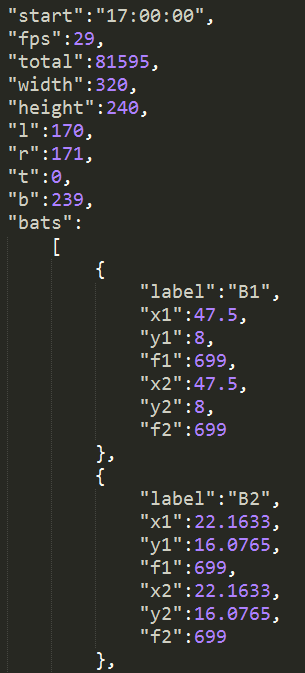 "start":"17:00:00",
"fps":29,
"total":81595,
"width":320,
"height":240,
"l":170,
"r":171,
"t":0,
"b":239,
"bats":
[
{
"label":"B1",
"x1":47.5,
"y1":8,
"f1":699,
"x2":47.5,
"y2":8,
"f2":699
},
{
"label":"B2",
"x1":22.1633,
"y1":16.0765,
"f1":699,
"x2":22.1633,
"y2":16.0765,
"f2":699
},